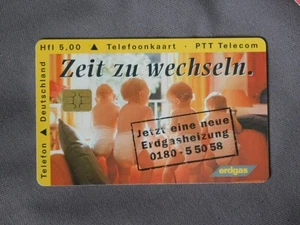 Hfl 5,00 ▲ Telefoonkaart · PTT Telecom
Telefon ▲ Deutschland
Zeit zu wechseln.
Jetzt eine neue
Erdgasheizung
0180-5 50 58
erdgas